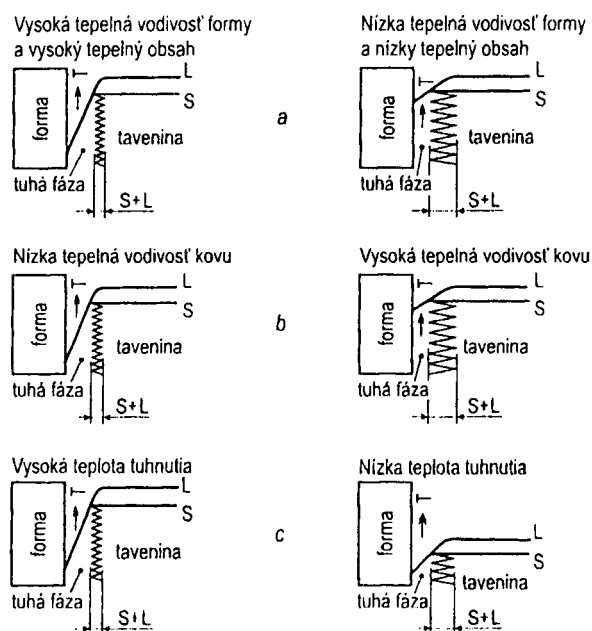 Vysoká tepelná vodivosť formy
a vysoký tepelný obsah
T
L
S
forma
tavenina
tuhá fáza
S+L
a
Nízka tepelná vodivosť formy
a nízky tepelný obsah
T
L
S
forma
tavenina
tuhá fáza
S+L
Nízka tepelná vodivosť kovu
T
L
S
forma
tavenina
tuhá fáza
S+L
b
Vysoká tepelná vodivosť kovu
T
L
S
forma
tavenina
tuhá fáza
S+L
Vysoká teplota tuhnutia
T
L
S
forma
tavenina
tuhá fáza
S+L
c
Nízka teplota tuhnutia
T
L
S
forma
tavenina
tuhá fáza
S+L